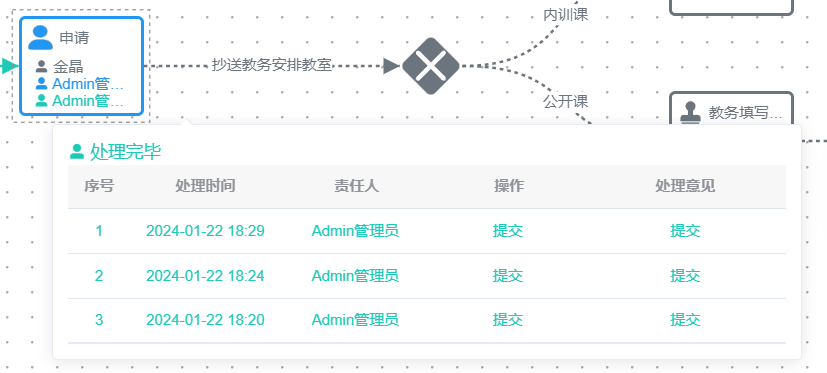 内训课
申请
金晶
Admin管...
Admin管...
抄送教务安排教室
公开课
教务填写...
处理完毕
序号 处理时间 责任人 操作 处理意见
1 2024-01-22 18:29 Admin管理员 提交 提交
2 2024-01-22 18:24 Admin管理员 提交 提交
3 2024-01-22 18:20 Admin管理员 提交 提交